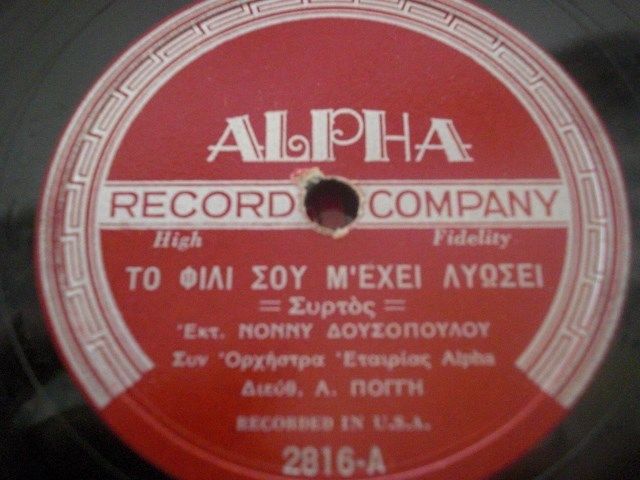 ALPHA
RECORD COMPANY
High Fidelity
ΤΟ ΦΙΛΙ ΣΟΥ Μ'ΕΧΕΙ ΛΥΩΣΕΙ
= Συρτὸς =
Ἐκτ. ΝΟΝΝΥ ΔΟΥΣΟΠΟΥΛΟΥ
Συν Ὀρχήστρα Ἑταιρίας Alpha
Διεύθ. Λ. ΠΟΓΓΗ
RECORDED IN U.S.A.
2816-A